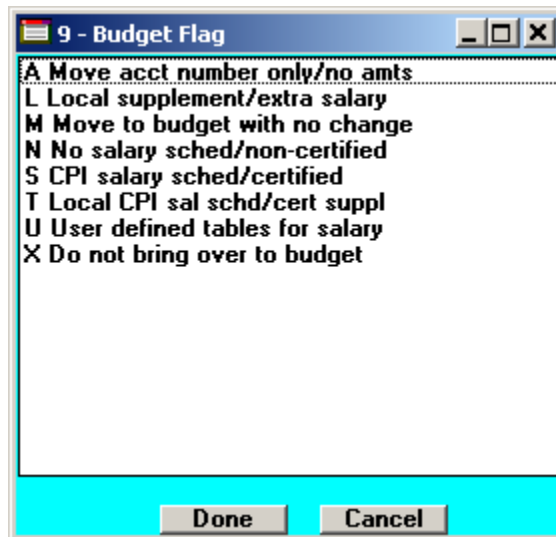 9 - Budget Flag
A Move acct number only/no amts
L Local supplement/extra salary
M Move to budget with no change
N No salary sched/non-certified
S CPI salary sched/certified
T Local CPI sal schd/cert suppl
U User defined tables for salary
X Do not bring over to budget
Done Cancel